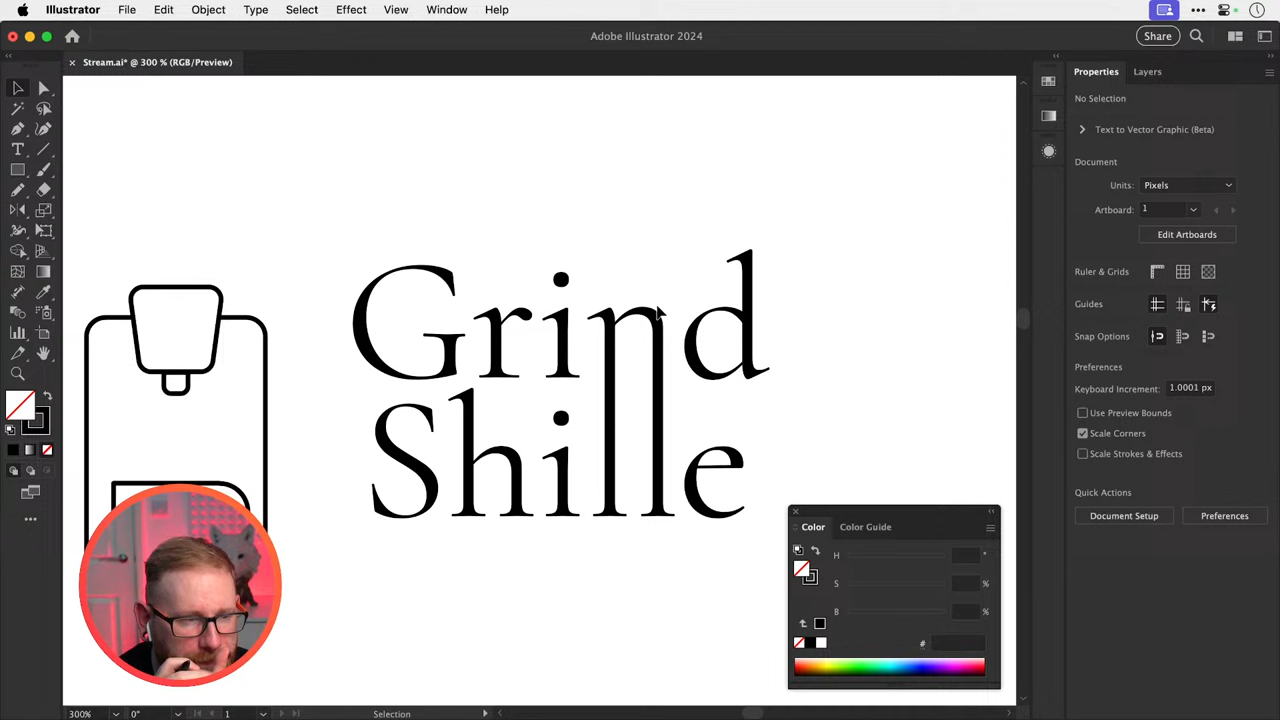 Illustrator File Edit Object Type Select Effect View Window Help
Adobe Illustrator 2024
Share
Stream.ai* @ 300 % (RGB/Preview)
Properties Layers
No Selection
Text to Vector Graphic (Beta)
Document
Units: Pixels
Artboard: 1
Edit Artboards
Ruler & Grids
Guides
Snap Options
Preferences
Keyboard Increment: 1.0001 px
Use Preview Bounds
Scale Corners
Scale Strokes & Effects
Quick Actions
Document Setup Preferences
Grind
Shille
Color Color Guide
H °
S %
B %
#
300% 0° 1 Selection